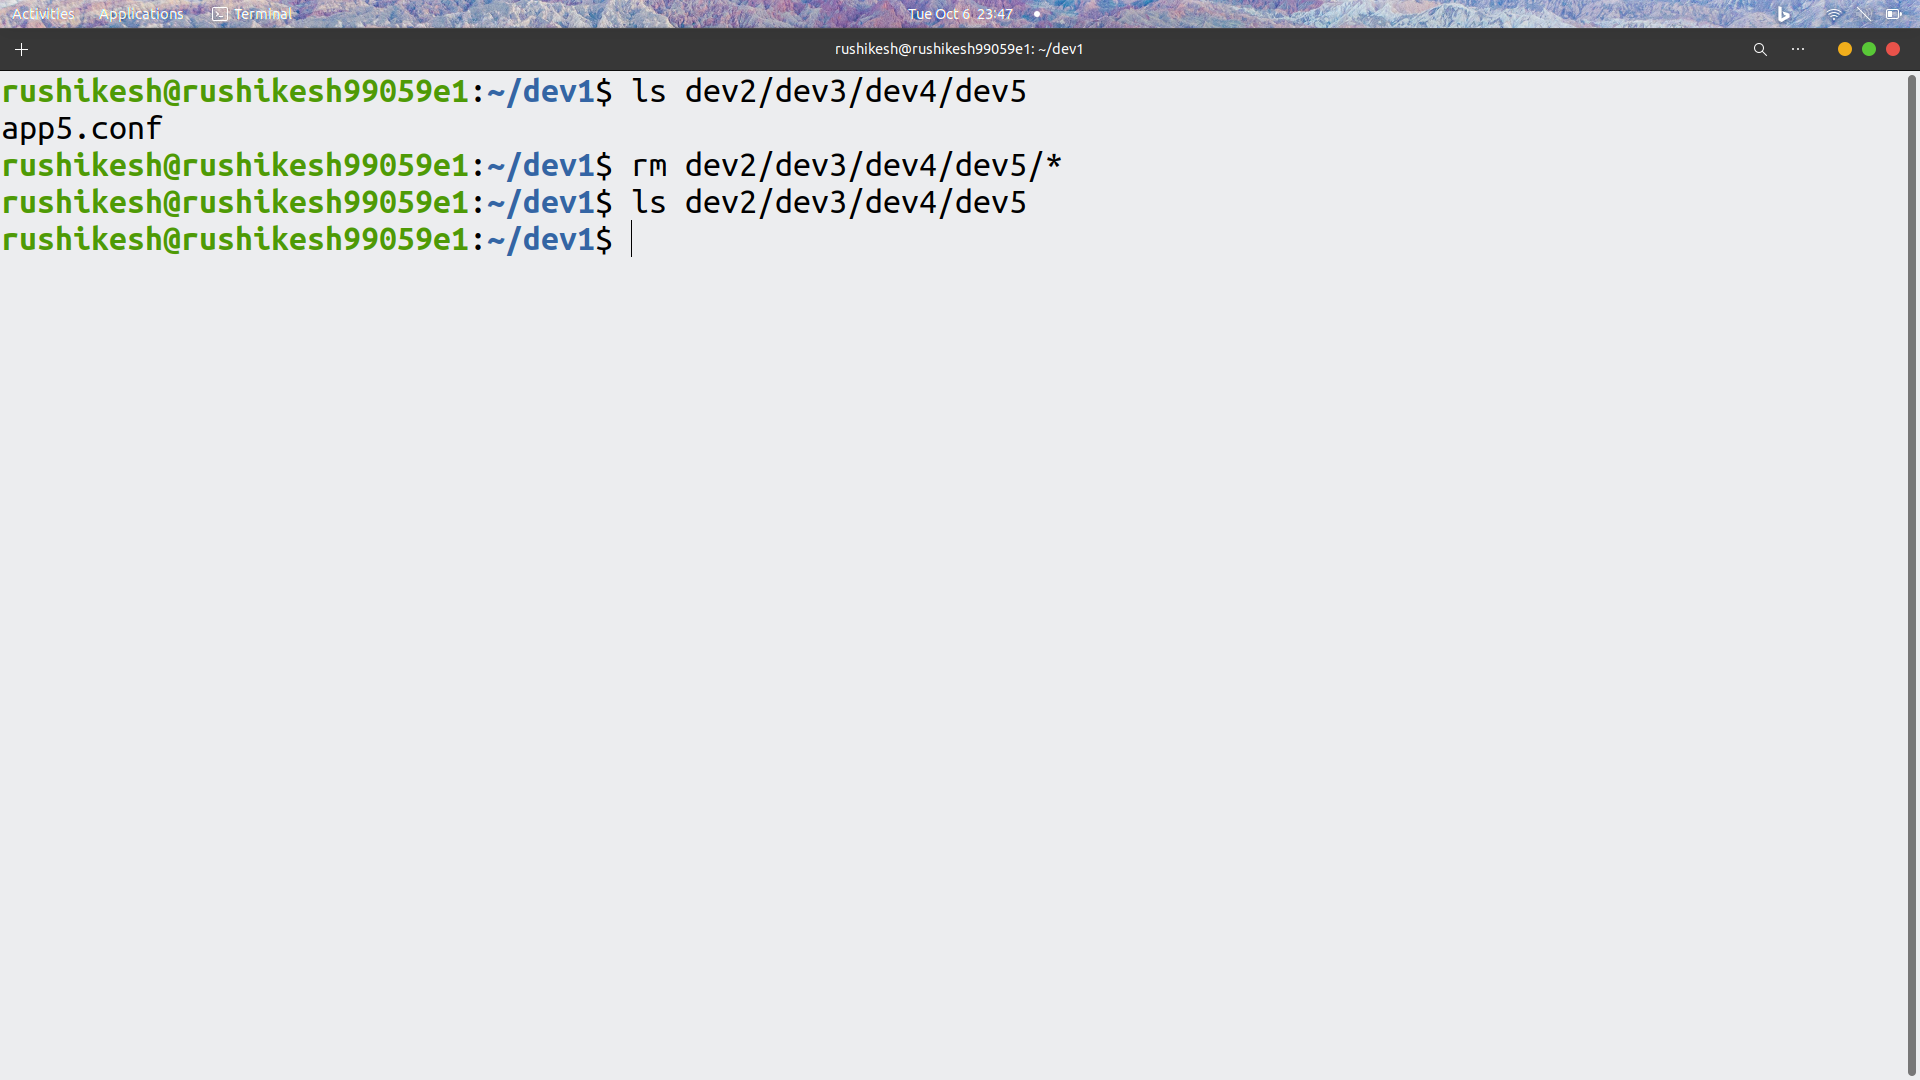 Activities Applications Terminal Tue Oct 6 23:47
rushikesh@rushikesh99059e1: ~/dev1
rushikesh@rushikesh99059e1:~/dev1$ ls dev2/dev3/dev4/dev5
app5.conf
rushikesh@rushikesh99059e1:~/dev1$ rm dev2/dev3/dev4/dev5/*
rushikesh@rushikesh99059e1:~/dev1$ ls dev2/dev3/dev4/dev5
rushikesh@rushikesh99059e1:~/dev1$